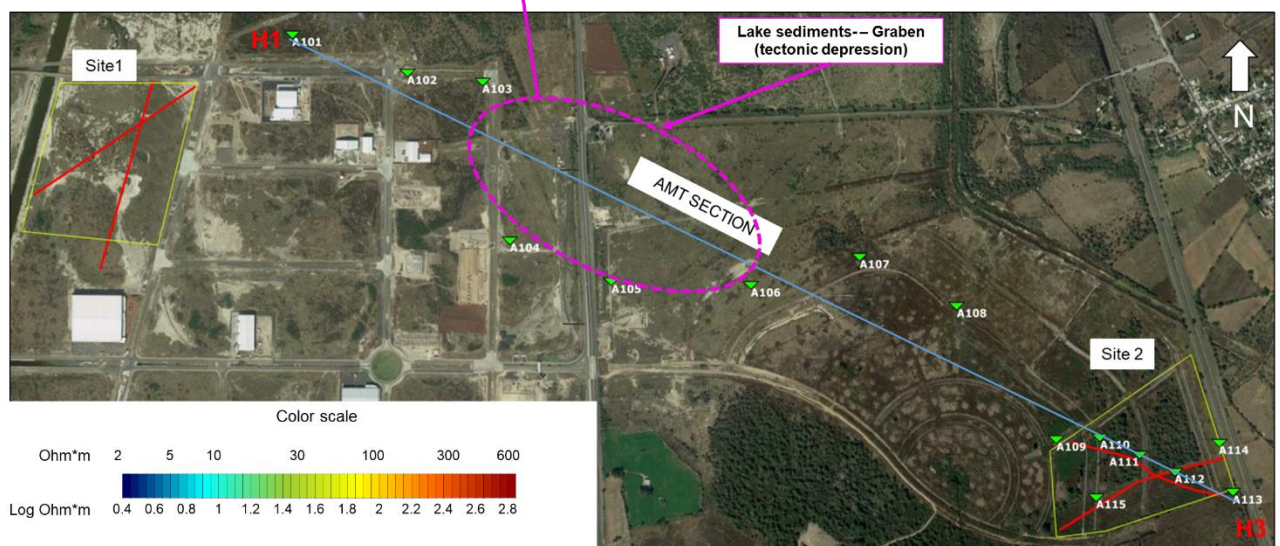 Lake sediments-- Graben
(tectonic depression)
H1
A101
Site1
A102
A103
N
AMT SECTION
A104
A105
A106
A107
A108
Site 2
A109
A110
A111
A112
A114
A115
A113
H3
Color scale
Ohm*m 2 5 10 30 100 300 600
Log Ohm*m 0.4 0.6 0.8 1 1.2 1.4 1.6 1.8 2 2.2 2.4 2.6 2.8